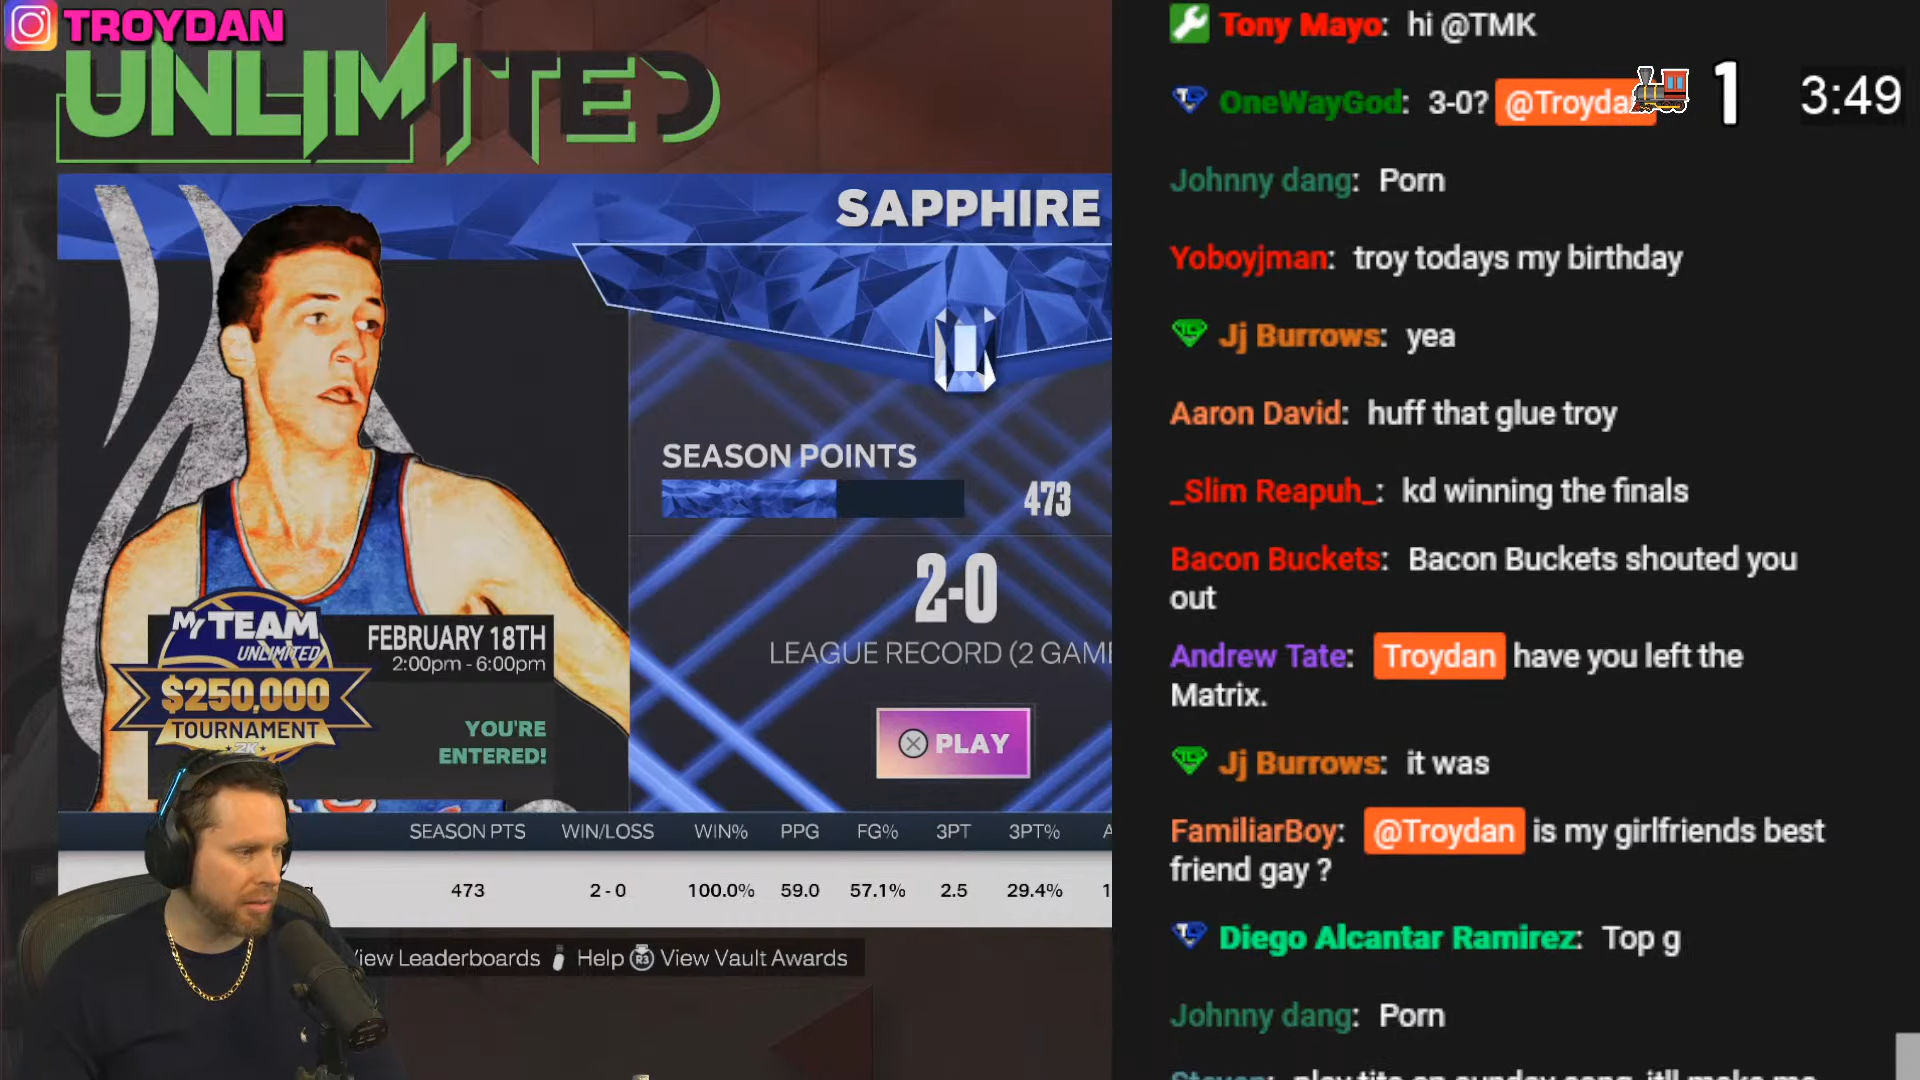 TROYDAN
UNLIMITED
SAPPHIRE
SEASON POINTS
473
2-0
LEAGUE RECORD (2 GAM
PLAY
MyTEAM
UNLIMITED
$250,000
TOURNAMENT
2K
FEBRUARY 18TH
2:00pm - 6:00pm
YOU'RE
ENTERED!
SEASON PTS WIN/LOSS WIN% PPG FG% 3PT 3PT%
473 2 - 0 100.0% 59.0 57.1% 2.5 29.4%
View Leaderboards Help R3 View Vault Awards
Tony Mayo: hi @TMK
OneWayGod: 3-0? @Troyda
1 3:49
Johnny dang: Porn
Yoboyjman: troy todays my birthday
Jj Burrows: yea
Aaron David: huff that glue troy
_Slim Reapuh_: kd winning the finals
Bacon Buckets: Bacon Buckets shouted you
out
Andrew Tate: Troydan have you left the
Matrix.
Jj Burrows: it was
FamiliarBoy: @Troydan is my girlfriends best
friend gay ?
Diego Alcantar Ramirez: Top g
Johnny dang: Porn